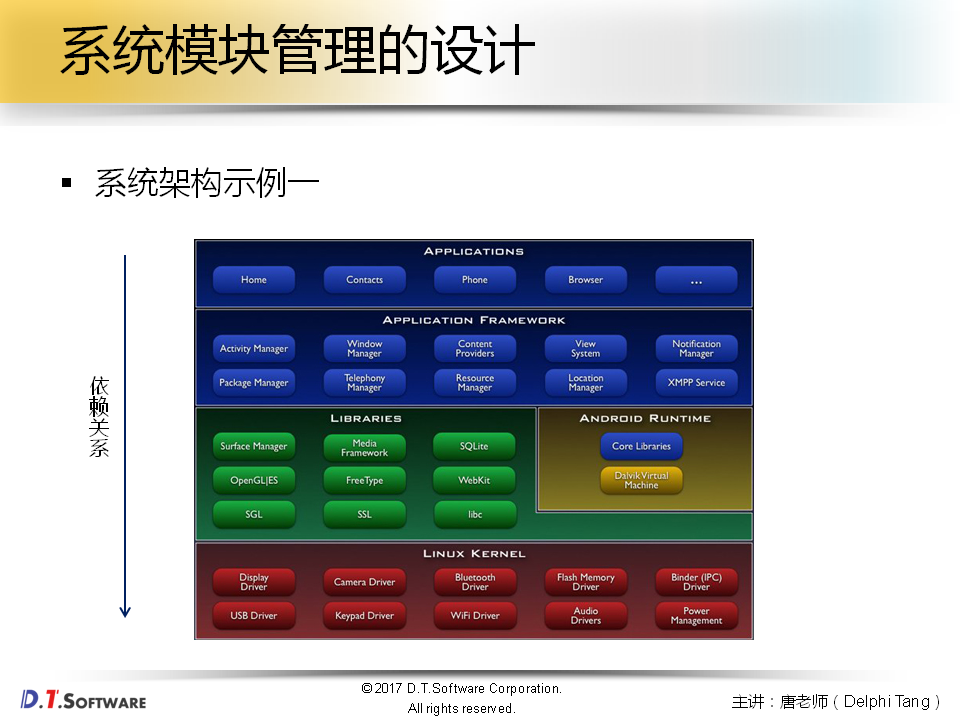 系统模块管理的设计
系统架构示例一
依赖关系
APPLICATIONS
Home
Contacts
Phone
Browser
...
APPLICATION FRAMEWORK
Activity Manager
Window
Manager
Content
Providers
View
System
Notification
Manager
Package Manager
Telephony
Manager
Resource
Manager
Location
Manager
XMPP Service
LIBRARIES
Surface Manager
Media
Framework
SQLite
OpenGL|ES
FreeType
WebKit
SGL
SSL
libc
ANDROID RUNTIME
Core Libraries
Dalvik Virtual
Machine
LINUX KERNEL
Display
Driver
Camera Driver
Bluetooth
Driver
Flash Memory
Driver
Binder (IPC)
Driver
USB Driver
Keypad Driver
WiFi Driver
Audio
Drivers
Power
Management
D.T.SOFTWARE
©2017 D.T.Software Corporation.
All rights reserved.
主讲：唐老师（Delphi Tang）